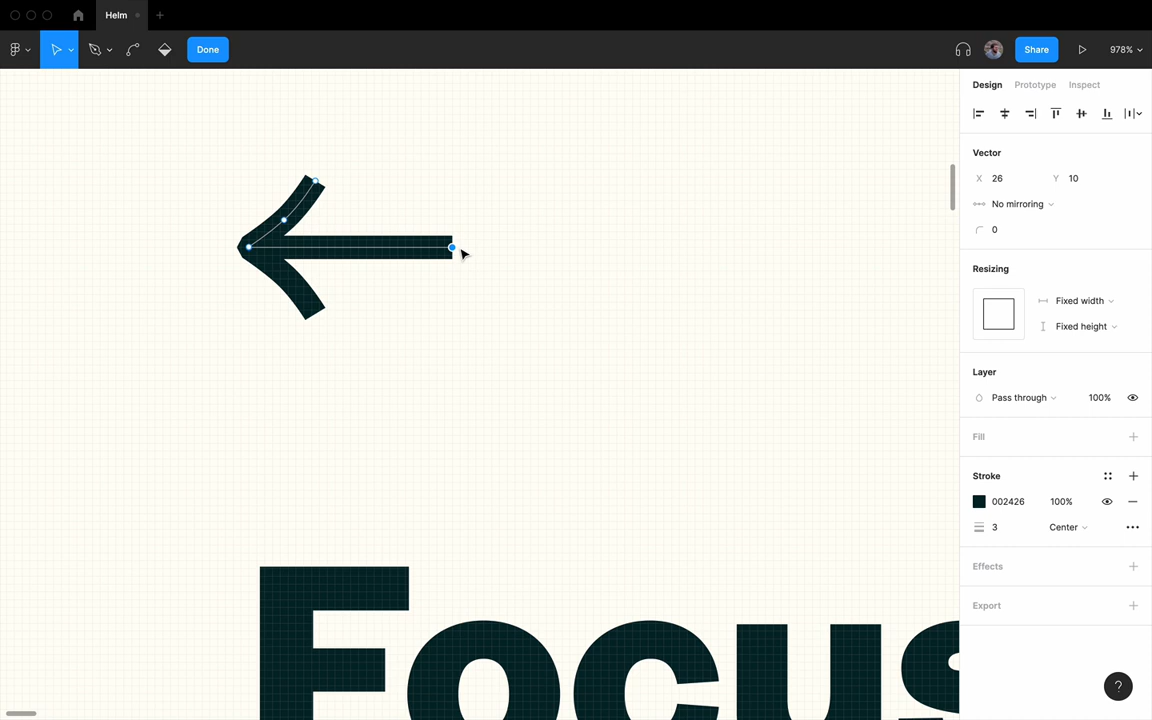 Helm
Done
Share
978%
Design Prototype Inspect
Vector
X 26 Y 10
No mirroring
0
Resizing
Fixed width
Fixed height
Layer
Pass through 100%
Fill
Stroke
002426 100%
3 Center
Effects
Export
Focus
?